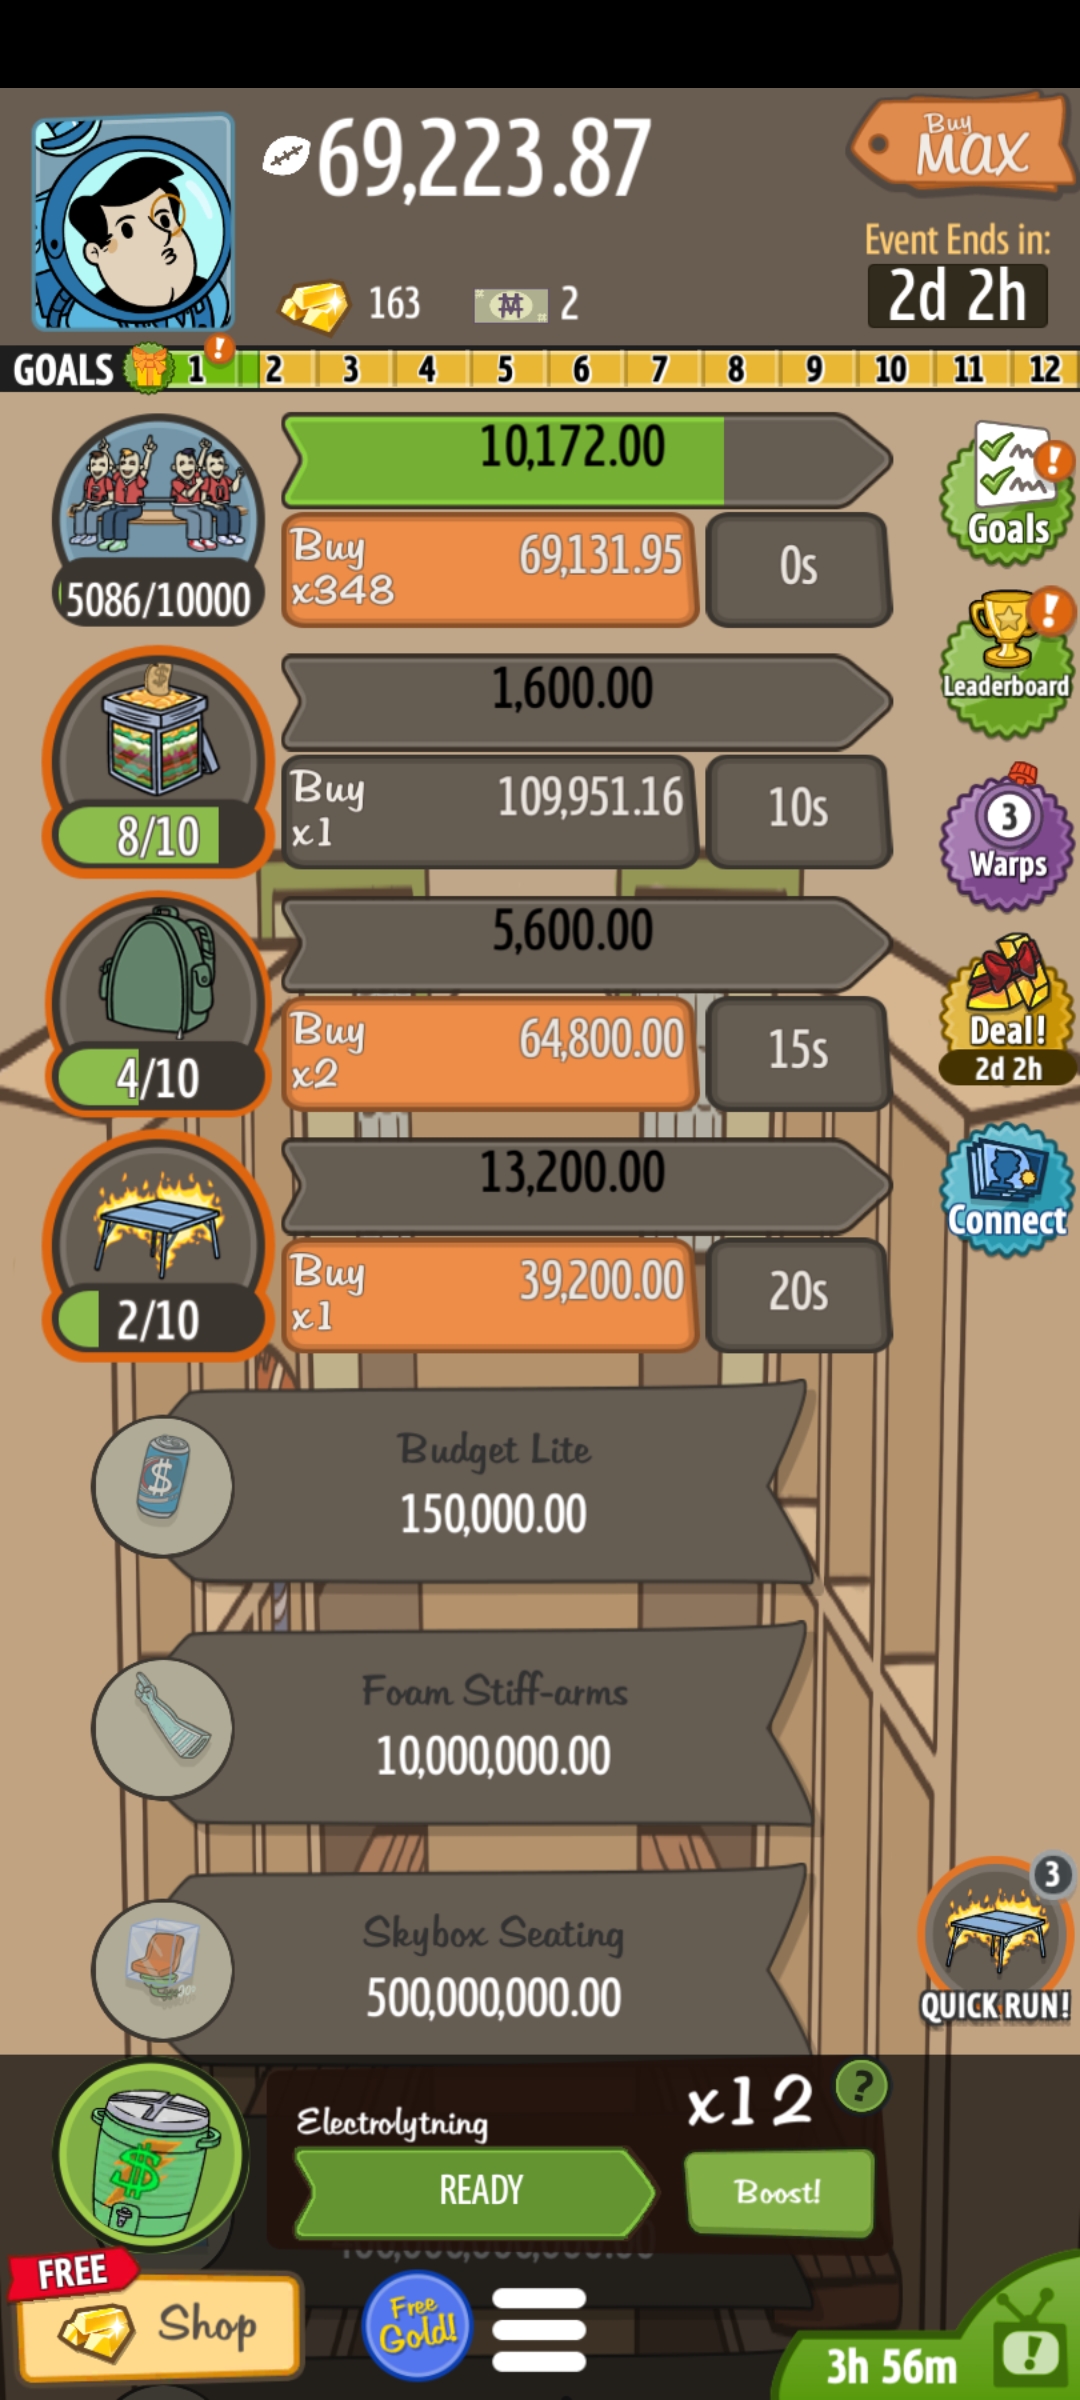 69,223.87
Buy
MAX
Event Ends in:
2d 2h
163
2
GOALS 1 ! 2 3 4 5 6 7 8 9 10 11 12
10,172.00
Buy
x348
69,131.95
0s
5086/10000
!
Goals
1,600.00
Buy
x1
109,951.16
10s
8/10
!
Leaderboard
5,600.00
Buy
x2
64,800.00
15s
4/10
3
Warps
13,200.00
Buy
x1
39,200.00
20s
2/10
Deal!
2d 2h
Connect
Budget Lite
150,000.00
$
Foam Stiff-arms
10,000,000.00
Skybox Seating
500,000,000.00
3
QUICK RUN!
$
Electrolytning
x12
?
READY
Boost!
FREE
Shop
Free
Gold!
3h 56m
!